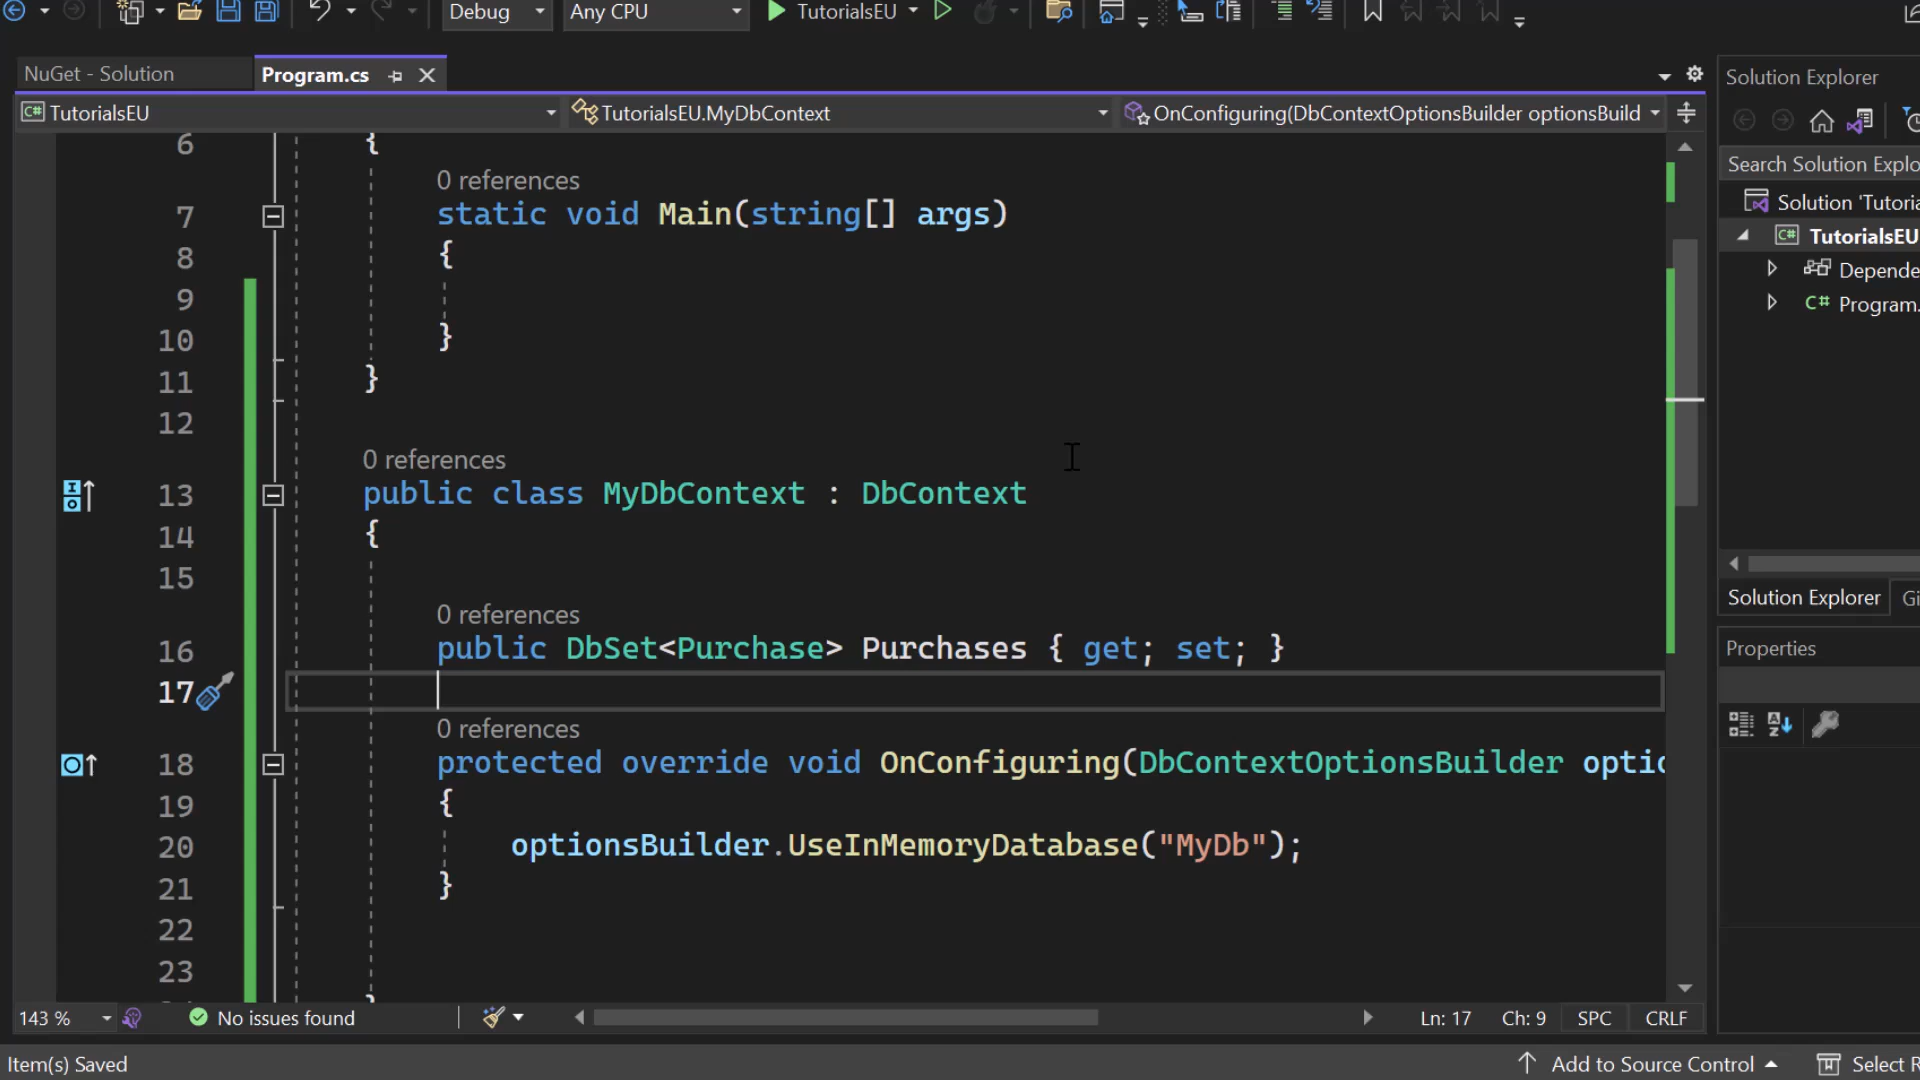 Debug
Any CPU
TutorialsEU
NuGet - Solution
Program.cs
C# TutorialsEU
TutorialsEU.MyDbContext
OnConfiguring(DbContextOptionsBuilder optionsBuild
6 {
0 references
7 static void Main(string[] args)
8 {
9
10 }
11 }
12
0 references
13 public class MyDbContext : DbContext
14 {
15
0 references
16 public DbSet<Purchase> Purchases { get; set; }
17
0 references
18 protected override void OnConfiguring(DbContextOptionsBuilder optio
19 {
20 optionsBuilder.UseInMemoryDatabase("MyDb");
21 }
22
23
143 %
No issues found
Ln: 17
Ch: 9
SPC
CRLF
Item(s) Saved
Add to Source Control
Select R
Solution Explorer
Search Solution Explo
Solution 'Tutoria
C# TutorialsEU
Depende
C# Program.
Solution Explorer
Gi
Properties